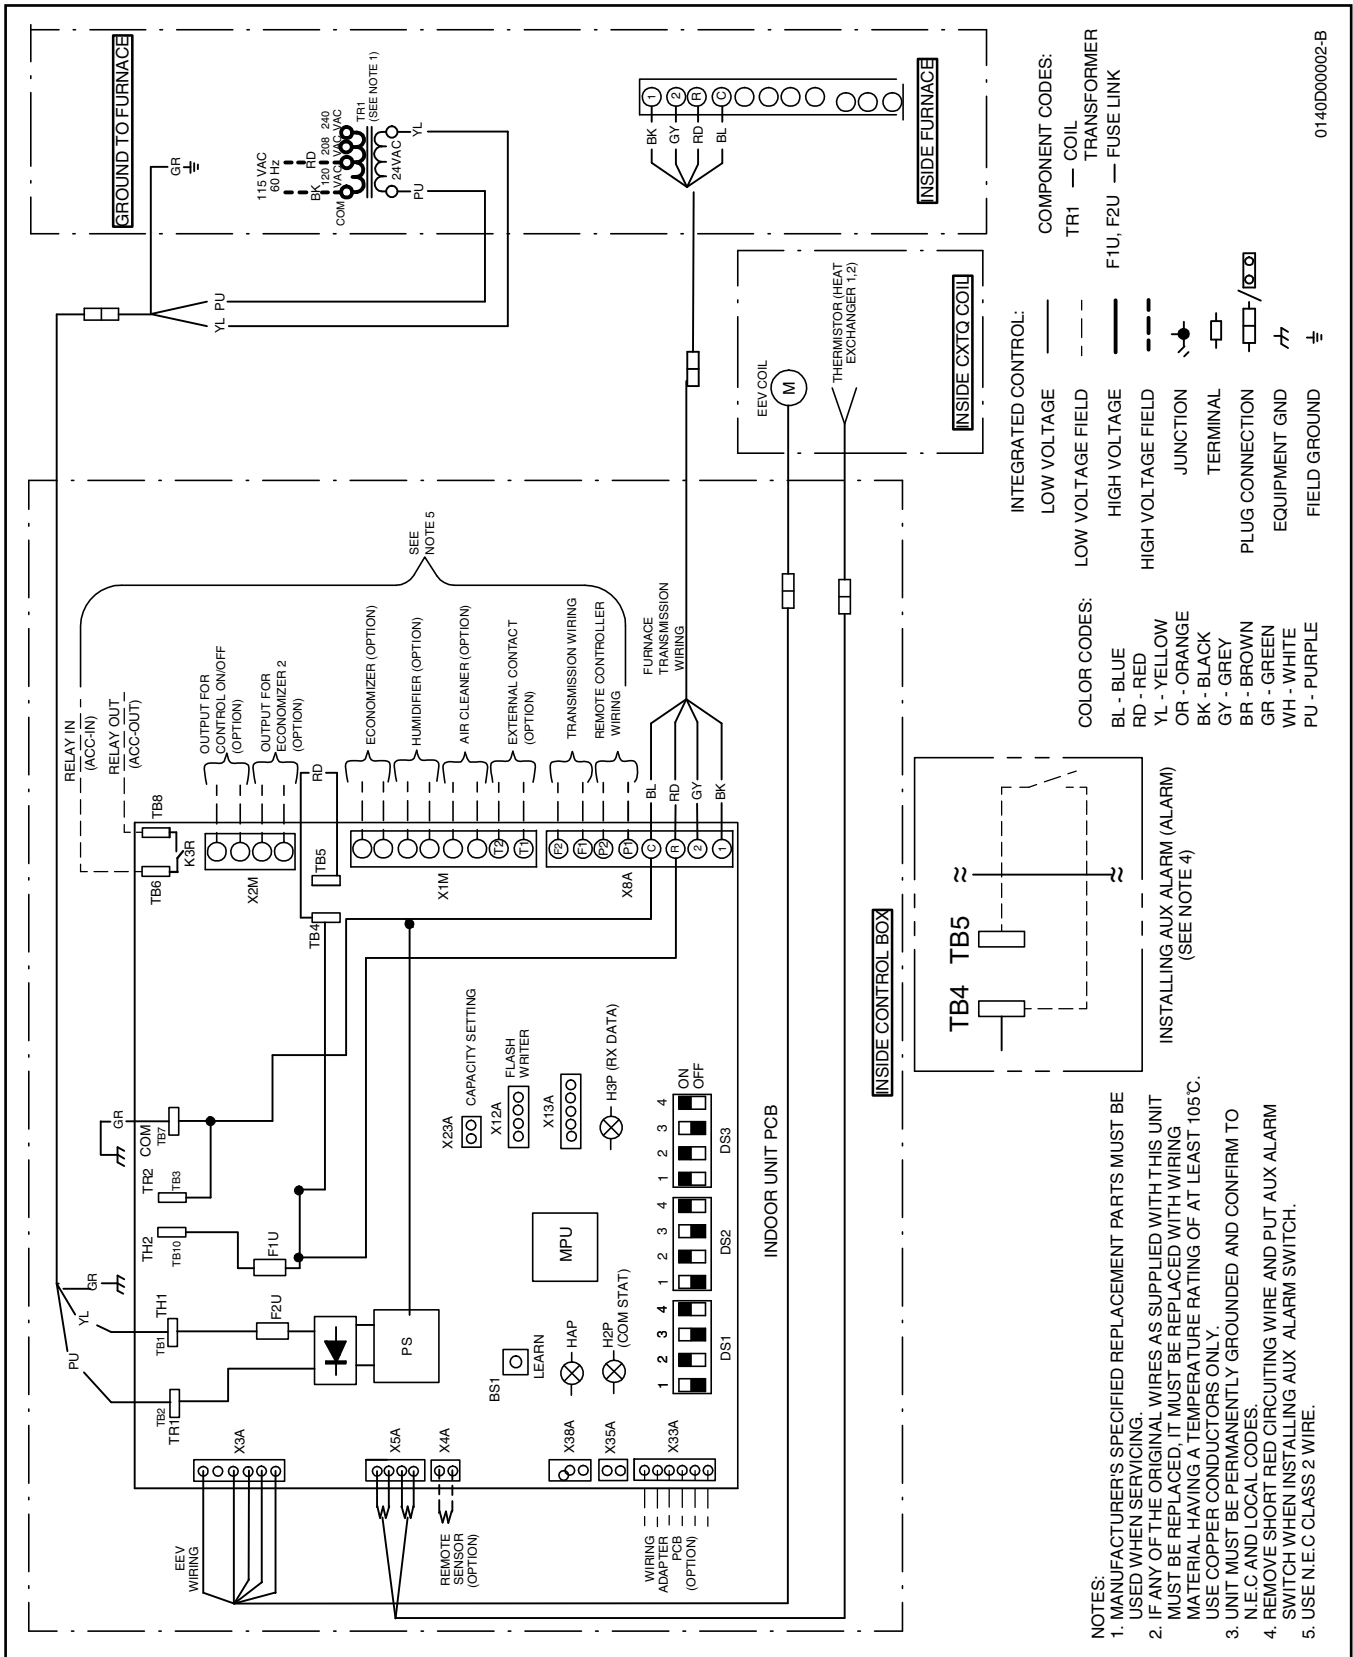 GROUND TO FURNACE
GR
115 VAC
60 Hz
BK
RD
COM
120
VAC
208
VAC
240
VAC
TR1
(SEE NOTE 1)
24VAC
PU
YL
YL
PU
INSIDE FURNACE
1
2
R
C
BK
GY
RD
BL
INSIDE CXTQ COIL
EEV COIL
M
THERMISTOR (HEAT
EXCHANGER 1,2)
INSIDE CONTROL BOX
RELAY IN
(ACC-IN)
RELAY OUT
(ACC-OUT)
OUTPUT FOR
CONTROL ON/OFF
(OPTION)
OUTPUT FOR
ECONOMIZER 2
(OPTION)
RD
ECONOMIZER (OPTION)
HUMIDIFIER (OPTION)
AIR CLEANER (OPTION)
EXTERNAL CONTACT
(OPTION)
TRANSMISSION WIRING
REMOTE CONTROLLER
WIRING
SEE
NOTE 5
FURNACE
TRANSMISSION
WIRING
BL
RD
GY
BK
TB6
TB8
K3R
X2M
TB4
TB5
X1M
T2
T1
X8A
F2
F1
P2
P1
C
R
2
1
PU
YL
GR
GR
TR1
TB2
TH1
TB1
TH2
TB10
TR2
TB3
COM
TB7
F2U
F1U
PS
MPU
BS1
LEARN
HAP
H2P
(COM STAT)
X23A
CAPACITY SETTING
X12A
FLASH
WRITER
X13A
H3P (RX DATA)
1 2 3 4
DS1
1 2 3 4
DS2
1 2 3 4
DS3
ON
OFF
INDOOR UNIT PCB
X3A
X5A
X4A
X38A
X35A
X33A
EEV
WIRING
REMOTE
SENSOR
(OPTION)
WIRING
ADAPTER
PCB
(OPTION)
TB4 TB5
INSTALLING AUX ALARM (ALARM)
(SEE NOTE 4)
NOTES:
1. MANUFACTURER'S SPECIFIED REPLACEMENT PARTS MUST BE
USED WHEN SERVICING.
2. IF ANY OF THE ORIGINAL WIRES AS SUPPLIED WITH THIS UNIT
MUST BE REPLACED, IT MUST BE REPLACED WITH WIRING
MATERIAL HAVING A TEMPERATURE RATING OF AT LEAST 105°C.
USE COPPER CONDUCTORS ONLY.
3. UNIT MUST BE PERMANENTLY GROUNDED AND CONFIRM TO
N.E.C AND LOCAL CODES.
4. REMOVE SHORT RED CIRCUITING WIRE AND PUT AUX ALARM
SWITCH WHEN INSTALLING AUX ALARM SWITCH.
5. USE N.E.C CLASS 2 WIRE.
COLOR CODES:
BL - BLUE
RD - RED
YL - YELLOW
OR - ORANGE
BK - BLACK
GY - GREY
BR - BROWN
GR - GREEN
WH - WHITE
PU - PURPLE
INTEGRATED CONTROL:
LOW VOLTAGE
LOW VOLTAGE FIELD
HIGH VOLTAGE
HIGH VOLTAGE FIELD
JUNCTION
TERMINAL
PLUG CONNECTION
EQUIPMENT GND
FIELD GROUND
COMPONENT CODES:
TR1 — COIL
TRANSFORMER
F1U, F2U — FUSE LINK
0140D00002-B